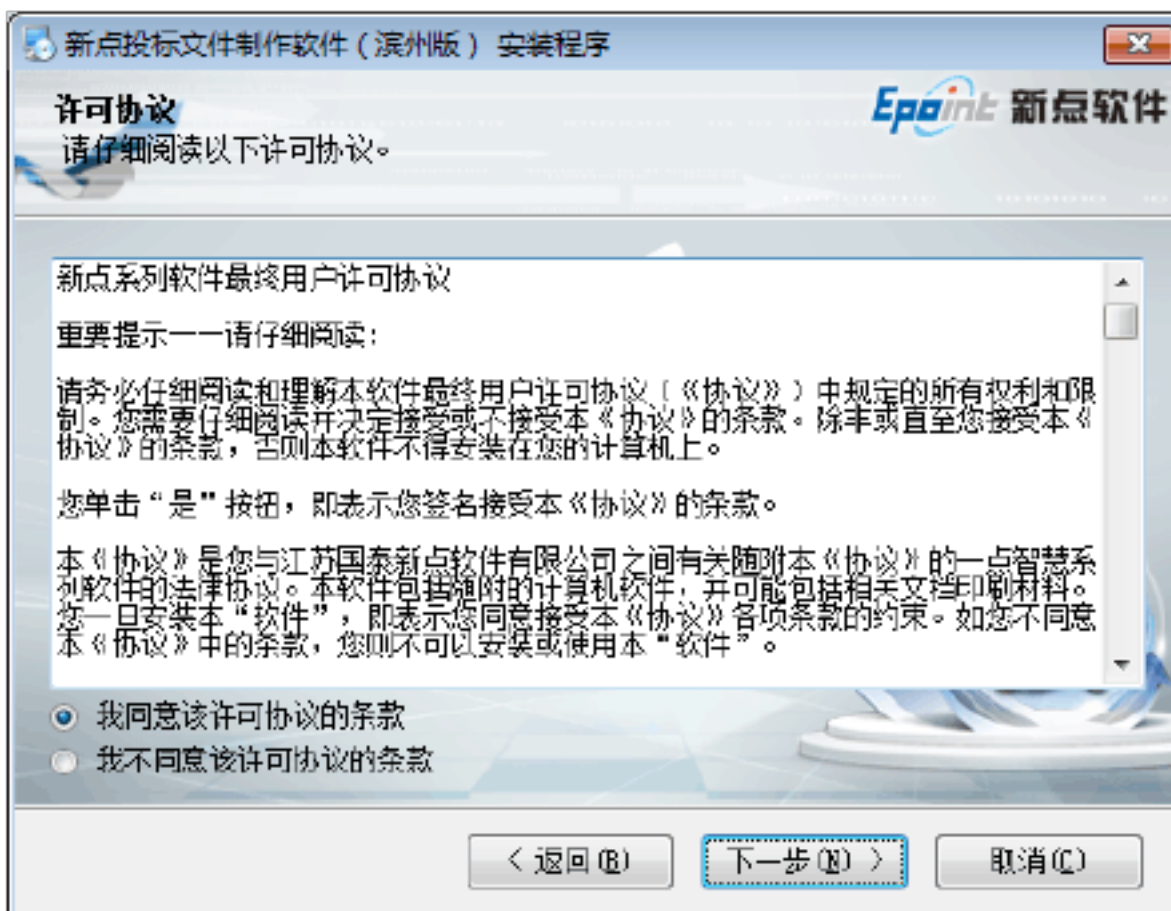 新点投标文件制作软件（滨州版） 安装程序
许可协议
请仔细阅读以下许可协议。
Epoint 新点软件
新点系列软件最终用户许可协议
重要提示——请仔细阅读：
请务必仔细阅读和理解本软件最终用户许可协议（《协议》）中规定的所有权利和限
制。您需要仔细阅读并决定接受或不接受本《协议》的条款。除非或直至您接受本《
协议》的条款，否则本软件不得安装在您的计算机上。
您单击“是”按钮，即表示您签名接受本《协议》的条款。
本《协议》是您与江苏国泰新点软件有限公司之间有关随附本《协议》的一点智慧系
列软件的法律协议。本软件包括随附的计算机软件，并可能包括相关文档印刷材料。
您一旦安装本“软件”，即表示您同意接受本《协议》各项条款的约束。如您不同意
本《协议》中的条款，您则不可以安装或使用本“软件”。
我同意该许可协议的条款
我不同意该许可协议的条款
< 返回(B)
下一步(N) >
取消(C)